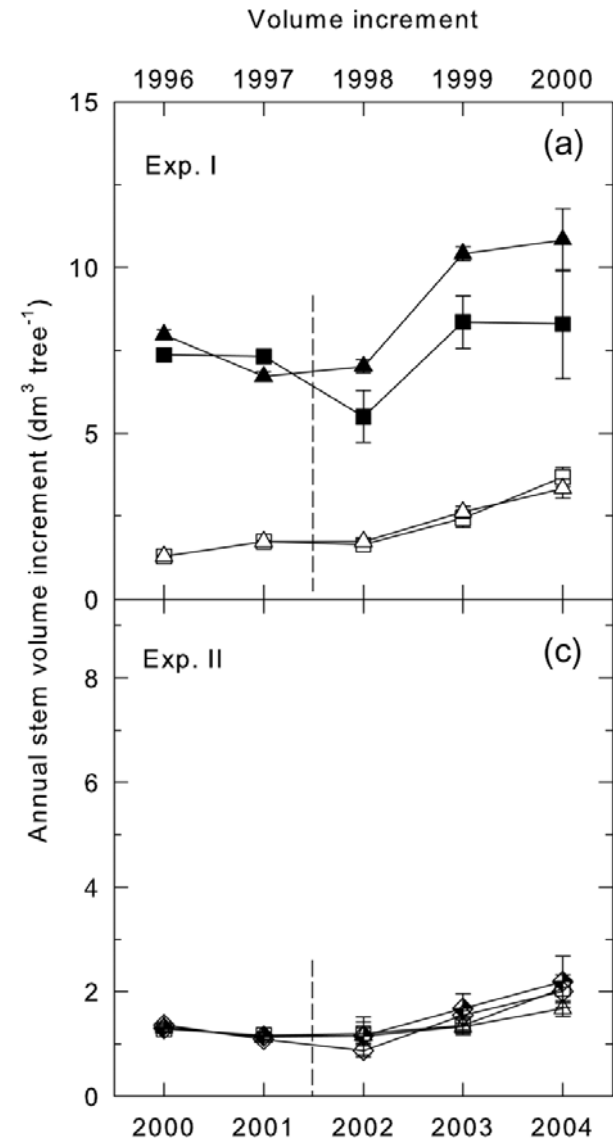 Volume increment
1996 1997 1998 1999 2000
15
(a)
Exp. I
10
5
0
Annual stem volume increment (dm³ tree⁻¹)
(c)
Exp. II
8
6
4
2
0
2000 2001 2002 2003 2004